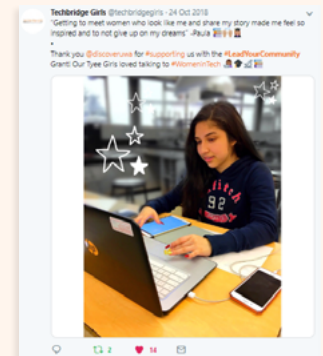 Techbridge Girls @techbridgegirls · 24 Oct 2018
"Getting to meet women who look like me and share my story made me feel so
inspired and to not give up on my dreams" -Paula
Thank you @discoveruwa for #supporting us with the #LeadYourCommunity
Grant! Our Tyee Girls loved talking to #WomeninTech
92
2
14